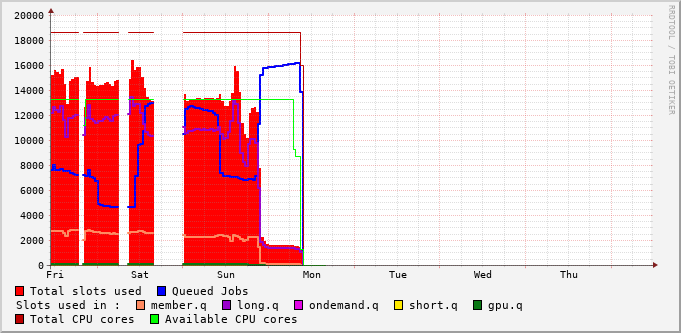 RRDTOOL / TOBI OETIKER
20000
18000
16000
14000
12000
10000
8000
6000
4000
2000
0
Fri Sat Sun Mon Tue Wed Thu
Total slots used Queued Jobs
Slots used in : member.q long.q ondemand.q short.q gpu.q
Total CPU cores Available CPU cores